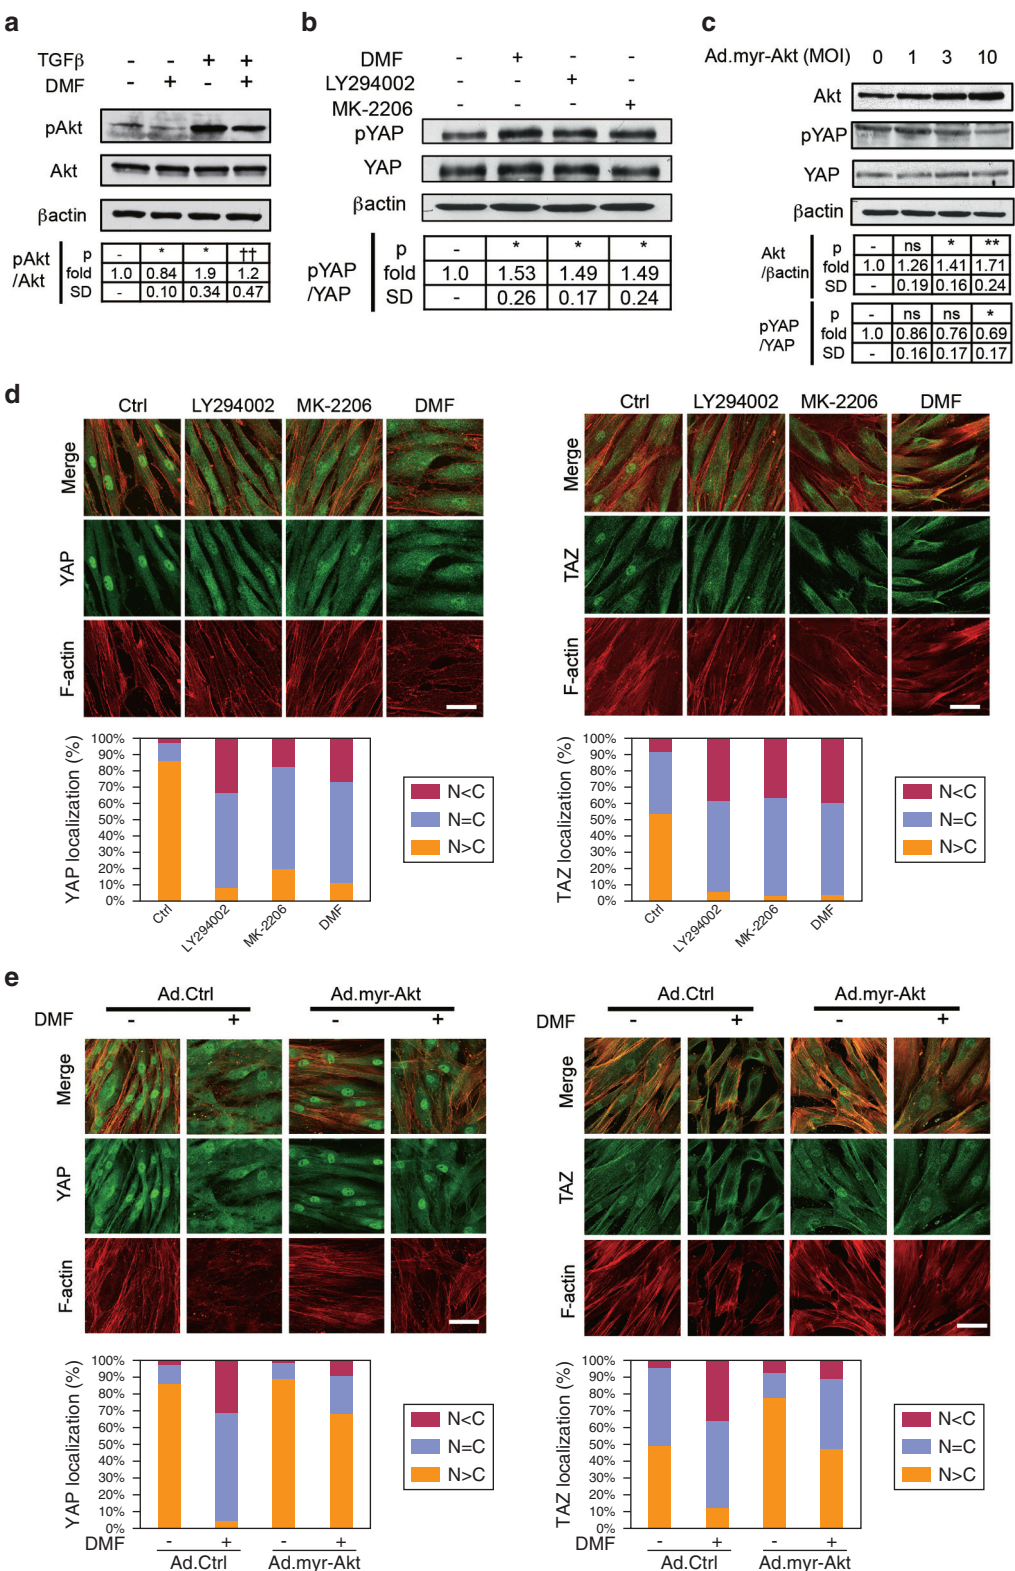 a
TGFβ - - + +
DMF - + - +
pAkt
Akt
βactin
pAkt /Akt
p - * * ††
fold 1.0 0.84 1.9 1.2
SD - 0.10 0.34 0.47
b
DMF - + - -
LY294002 - - + -
MK-2206 - - - +
pYAP
YAP
βactin
pYAP /YAP
p - * * *
fold 1.0 1.53 1.49 1.49
SD - 0.26 0.17 0.24
c
Ad.myr-Akt (MOI) 0 1 3 10
Akt
pYAP
YAP
βactin
Akt /βactin
p - ns * **
fold 1.0 1.26 1.41 1.71
SD - 0.19 0.16 0.24
pYAP /YAP
p - ns ns *
fold 1.0 0.86 0.76 0.69
SD - 0.16 0.17 0.17
d
Ctrl LY294002 MK-2206 DMF
Merge
YAP
F-actin
YAP localization (%)
100%
90%
80%
70%
60%
50%
40%
30%
20%
10%
0%
Ctrl LY294002 MK-2206 DMF
N<C
N=C
N>C
Ctrl LY294002 MK-2206 DMF
Merge
TAZ
F-actin
TAZ localization (%)
100%
90%
80%
70%
60%
50%
40%
30%
20%
10%
0%
Ctrl LY294002 MK-2206 DMF
N<C
N=C
N>C
e
Ad.Ctrl Ad.myr-Akt
DMF - + - +
Merge
YAP
F-actin
YAP localization (%)
100%
90%
80%
70%
60%
50%
40%
30%
20%
10%
0%
DMF - + - +
Ad.Ctrl Ad.myr-Akt
N<C
N=C
N>C
Ad.Ctrl Ad.myr-Akt
DMF - + - +
Merge
TAZ
F-actin
TAZ localization (%)
100%
90%
80%
70%
60%
50%
40%
30%
20%
10%
0%
DMF - + - +
Ad.Ctrl Ad.myr-Akt
N<C
N=C
N>C